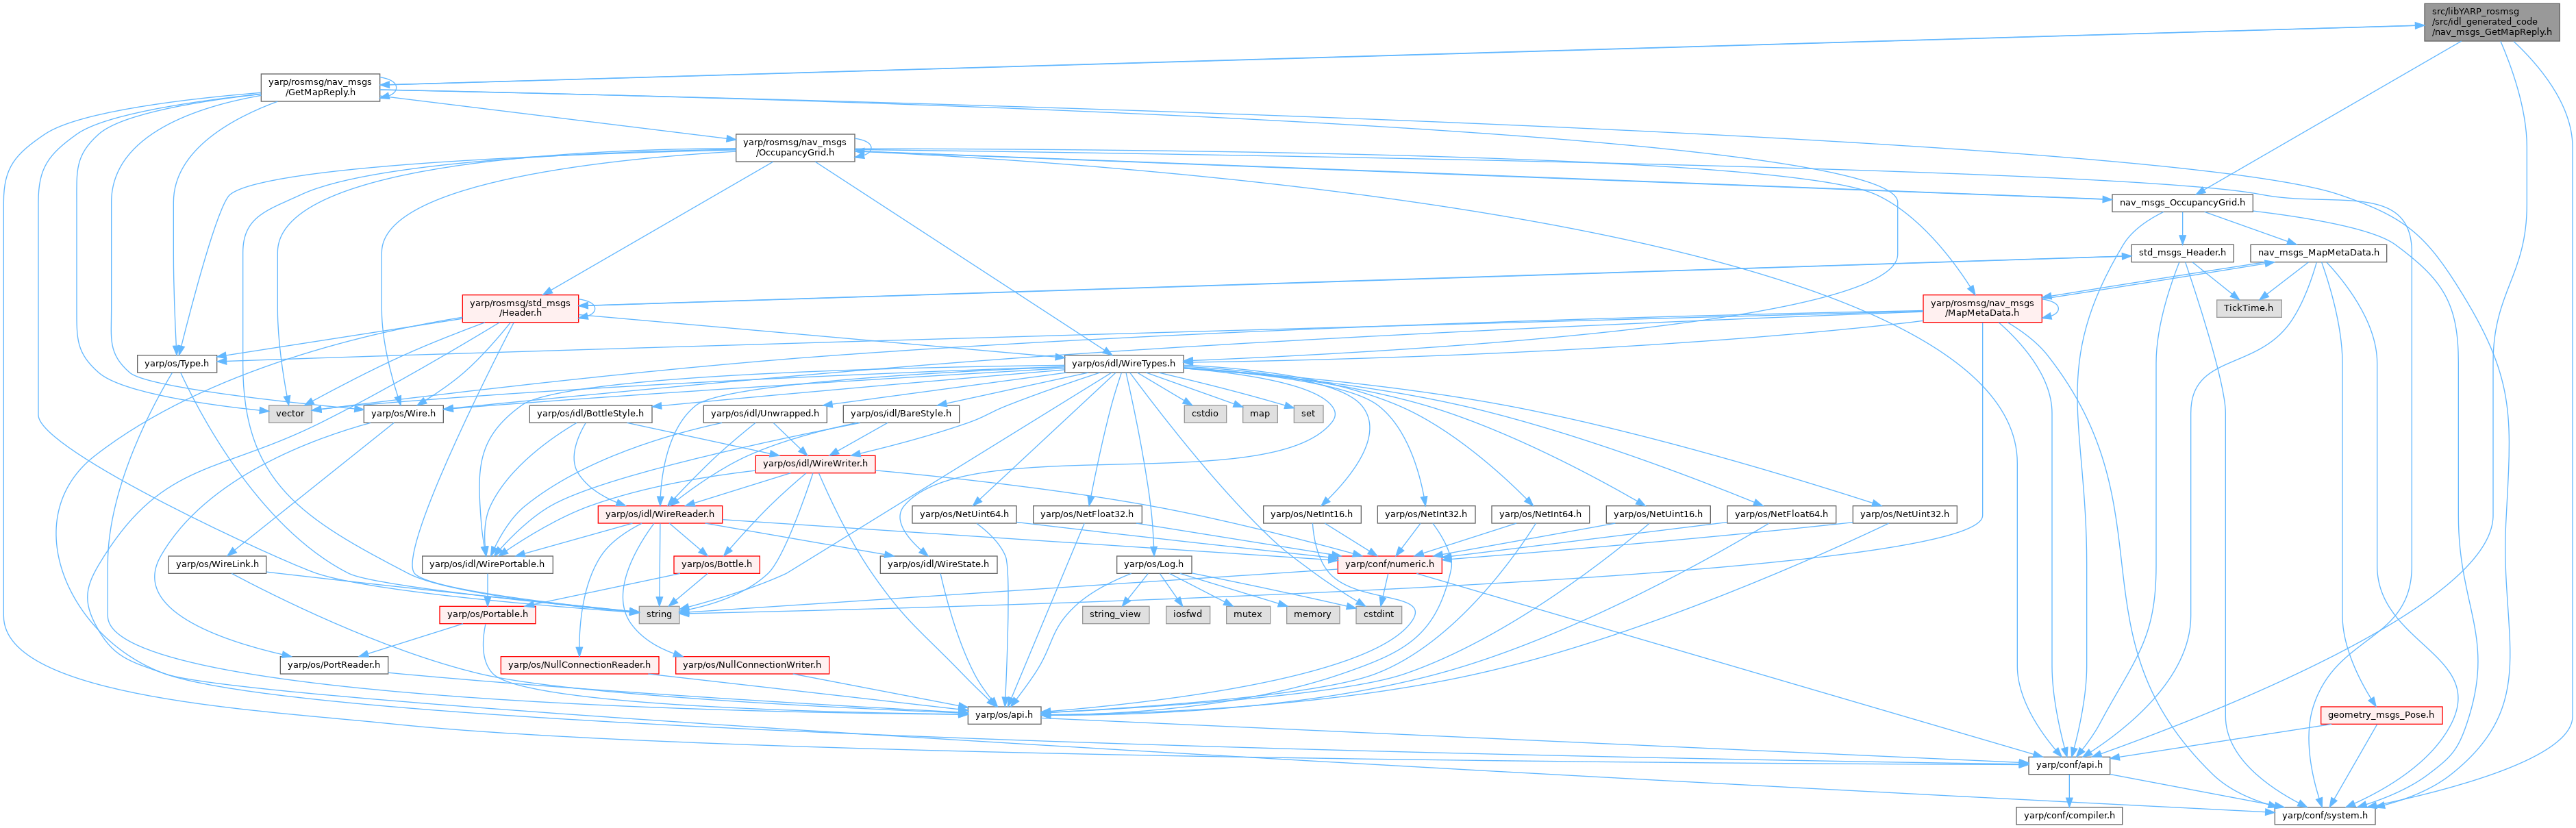 src/libYARP_rosmsg
/src/idl_generated_code
/nav_msgs_GetMapReply.h
yarp/rosmsg/nav_msgs
/GetMapReply.h
yarp/rosmsg/nav_msgs
/OccupancyGrid.h
nav_msgs_OccupancyGrid.h
std_msgs_Header.h
nav_msgs_MapMetaData.h
yarp/rosmsg/std_msgs
/Header.h
yarp/rosmsg/nav_msgs
/MapMetaData.h
TickTime.h
yarp/os/Type.h
yarp/os/idl/WireTypes.h
vector
yarp/os/Wire.h
yarp/os/idl/BottleStyle.h
yarp/os/idl/Unwrapped.h
yarp/os/idl/BareStyle.h
cstdio
map
set
yarp/os/idl/WireWriter.h
yarp/os/idl/WireReader.h
yarp/os/NetUint64.h
yarp/os/NetFloat32.h
yarp/os/NetInt16.h
yarp/os/NetInt32.h
yarp/os/NetInt64.h
yarp/os/NetUint16.h
yarp/os/NetFloat64.h
yarp/os/NetUint32.h
yarp/os/WireLink.h
yarp/os/idl/WirePortable.h
yarp/os/Bottle.h
yarp/os/idl/WireState.h
yarp/os/Log.h
yarp/conf/numeric.h
yarp/os/Portable.h
string
string_view
iosfwd
mutex
memory
cstdint
yarp/os/PortReader.h
yarp/os/NullConnectionReader.h
yarp/os/NullConnectionWriter.h
yarp/os/api.h
geometry_msgs_Pose.h
yarp/conf/api.h
yarp/conf/compiler.h
yarp/conf/system.h